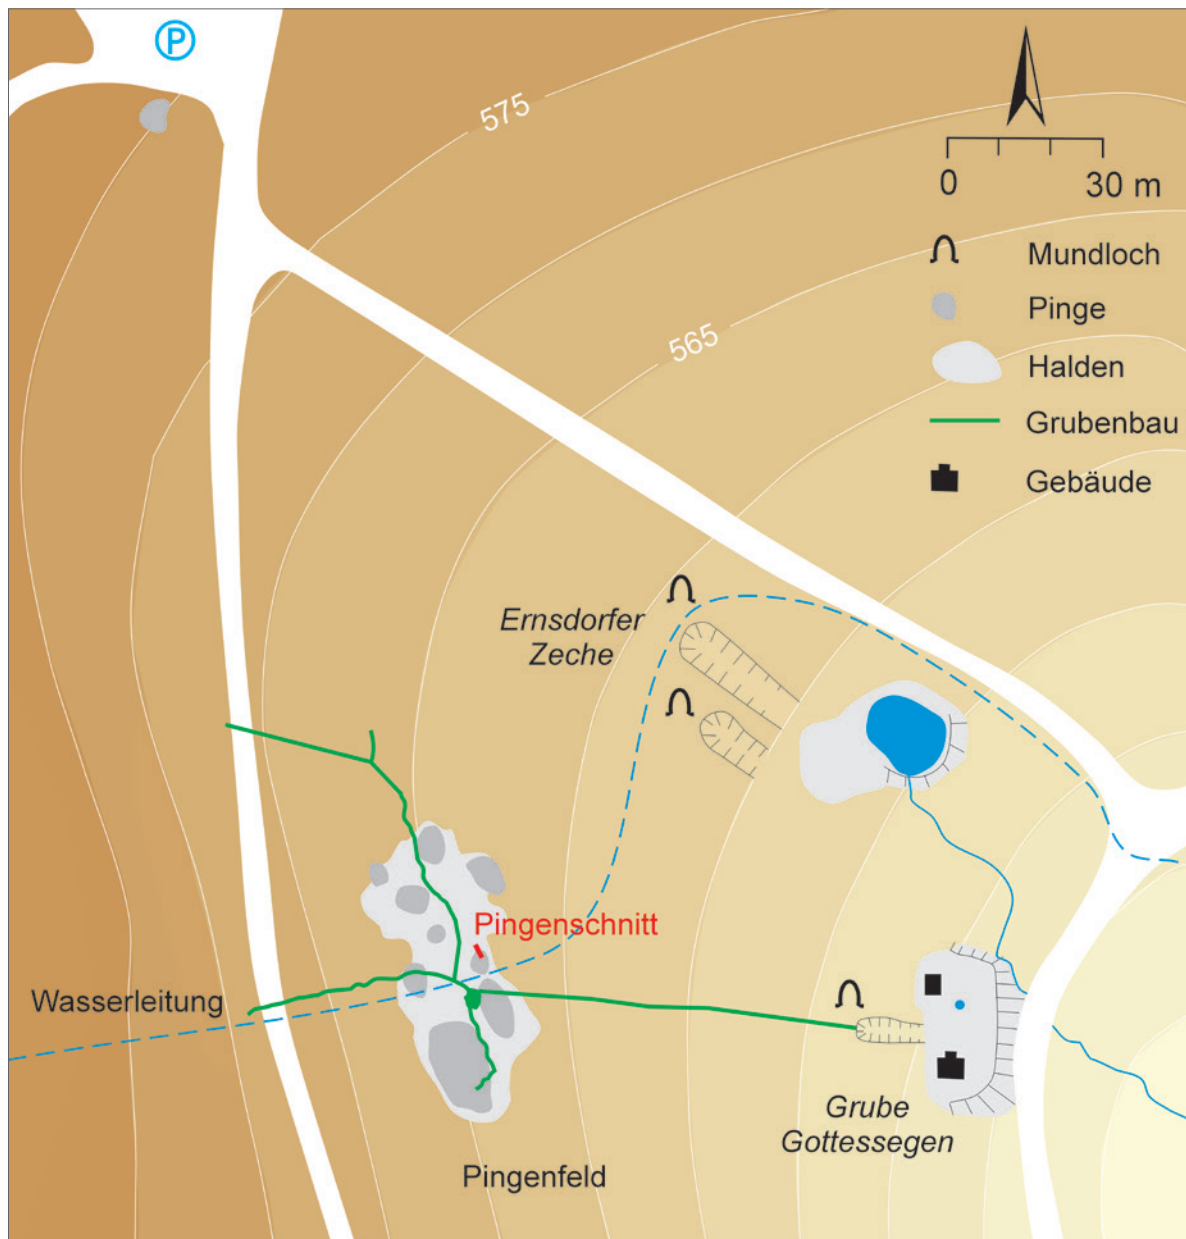 P
575
0 30 m
Mundloch
Pinge
565
Halden
Grubenbau
Gebäude
Ernsdorfer
Zeche
Pingenschnitt
Wasserleitung
Grube
Gottessegen
Pingenfeld